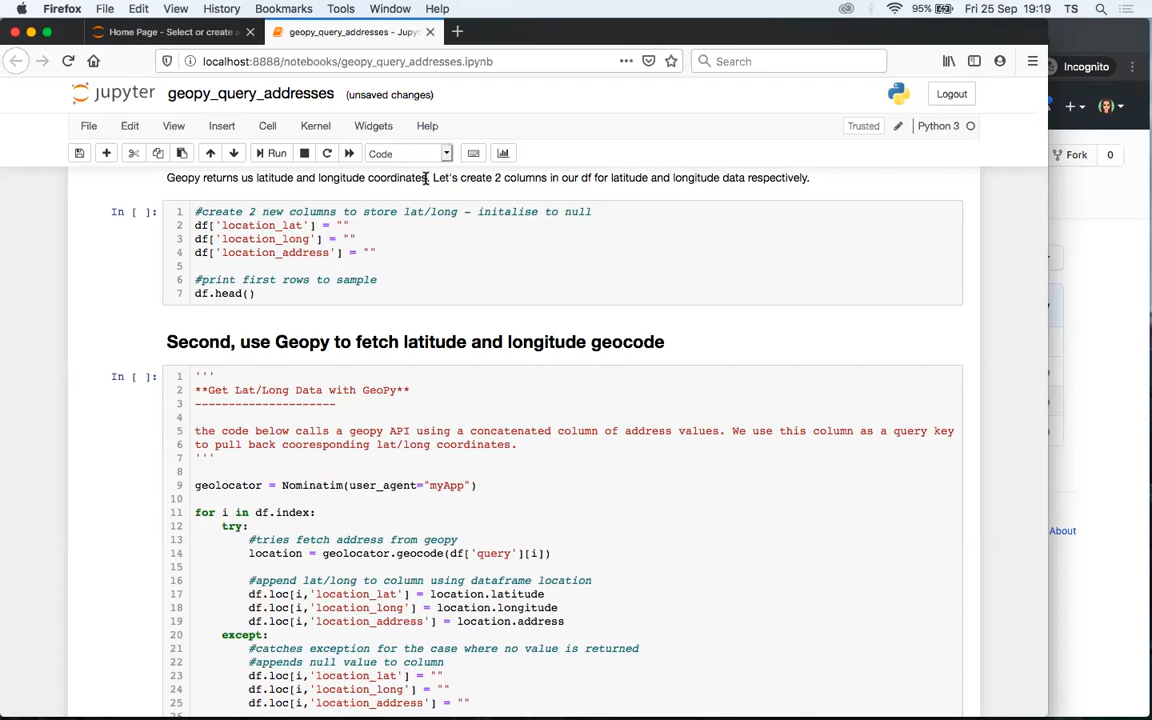 Firefox File Edit View History Bookmarks Tools Window Help 95% Fri 25 Sep 19:19 TS
Home Page - Select or create a
geopy_query_addresses - Jupyt
localhost:8888/notebooks/geopy_query_addresses.ipynb
Search
Incognito
jupyter geopy_query_addresses (unsaved changes)
Logout
File Edit View Insert Cell Kernel Widgets Help
Trusted
Python 3
Run
Code
Fork 0
Geopy returns us latitude and longitude coordinates. Let's create 2 columns in our df for latitude and longitude data respectively.
In [ ]:
1 #create 2 new columns to store lat/long - initalise to null
2 df['location_lat'] = ""
3 df['location_long'] = ""
4 df['location_address'] = ""
5
6 #print first rows to sample
7 df.head()
Second, use Geopy to fetch latitude and longitude geocode
In [ ]:
1 '''
2 **Get Lat/Long Data with GeoPy**
3 ---------------------
4
5 the code below calls a geopy API using a concatenated column of address values. We use this column as a query key
6 to pull back cooresponding lat/long coordinates.
7 '''
8
9 geolocator = Nominatim(user_agent="myApp")
10
11 for i in df.index:
12 try:
13 #tries fetch address from geopy
14 location = geolocator.geocode(df['query'][i])
15
16 #append lat/long to column using dataframe location
17 df.loc[i,'location_lat'] = location.latitude
18 df.loc[i,'location_long'] = location.longitude
19 df.loc[i,'location_address'] = location.address
20 except:
21 #catches exception for the case where no value is returned
22 #appends null value to column
23 df.loc[i,'location_lat'] = ""
24 df.loc[i,'location_long'] = ""
25 df.loc[i,'location_address'] = ""
About